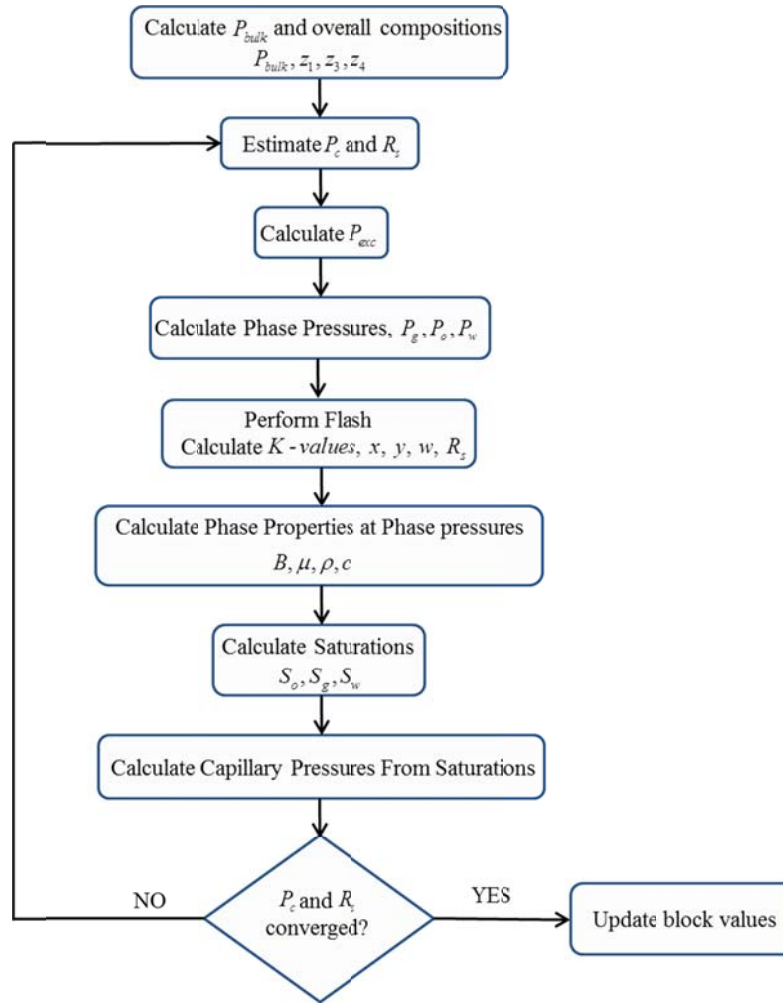 Calculate P_bulk and overall compositions
P_bulk, z_1, z_3, z_4
Estimate P_c and R_s
Calculate P_exc
Calculate Phase Pressures, P_g, P_o, P_w
Perform Flash
Calculate K - values, x, y, w, R_s
Calculate Phase Properties at Phase pressures
B, μ, ρ, c
Calculate Saturations
S_o, S_g, S_w
Calculate Capillary Pressures From Saturations
NO
P_c and R_s
converged?
YES
Update block values